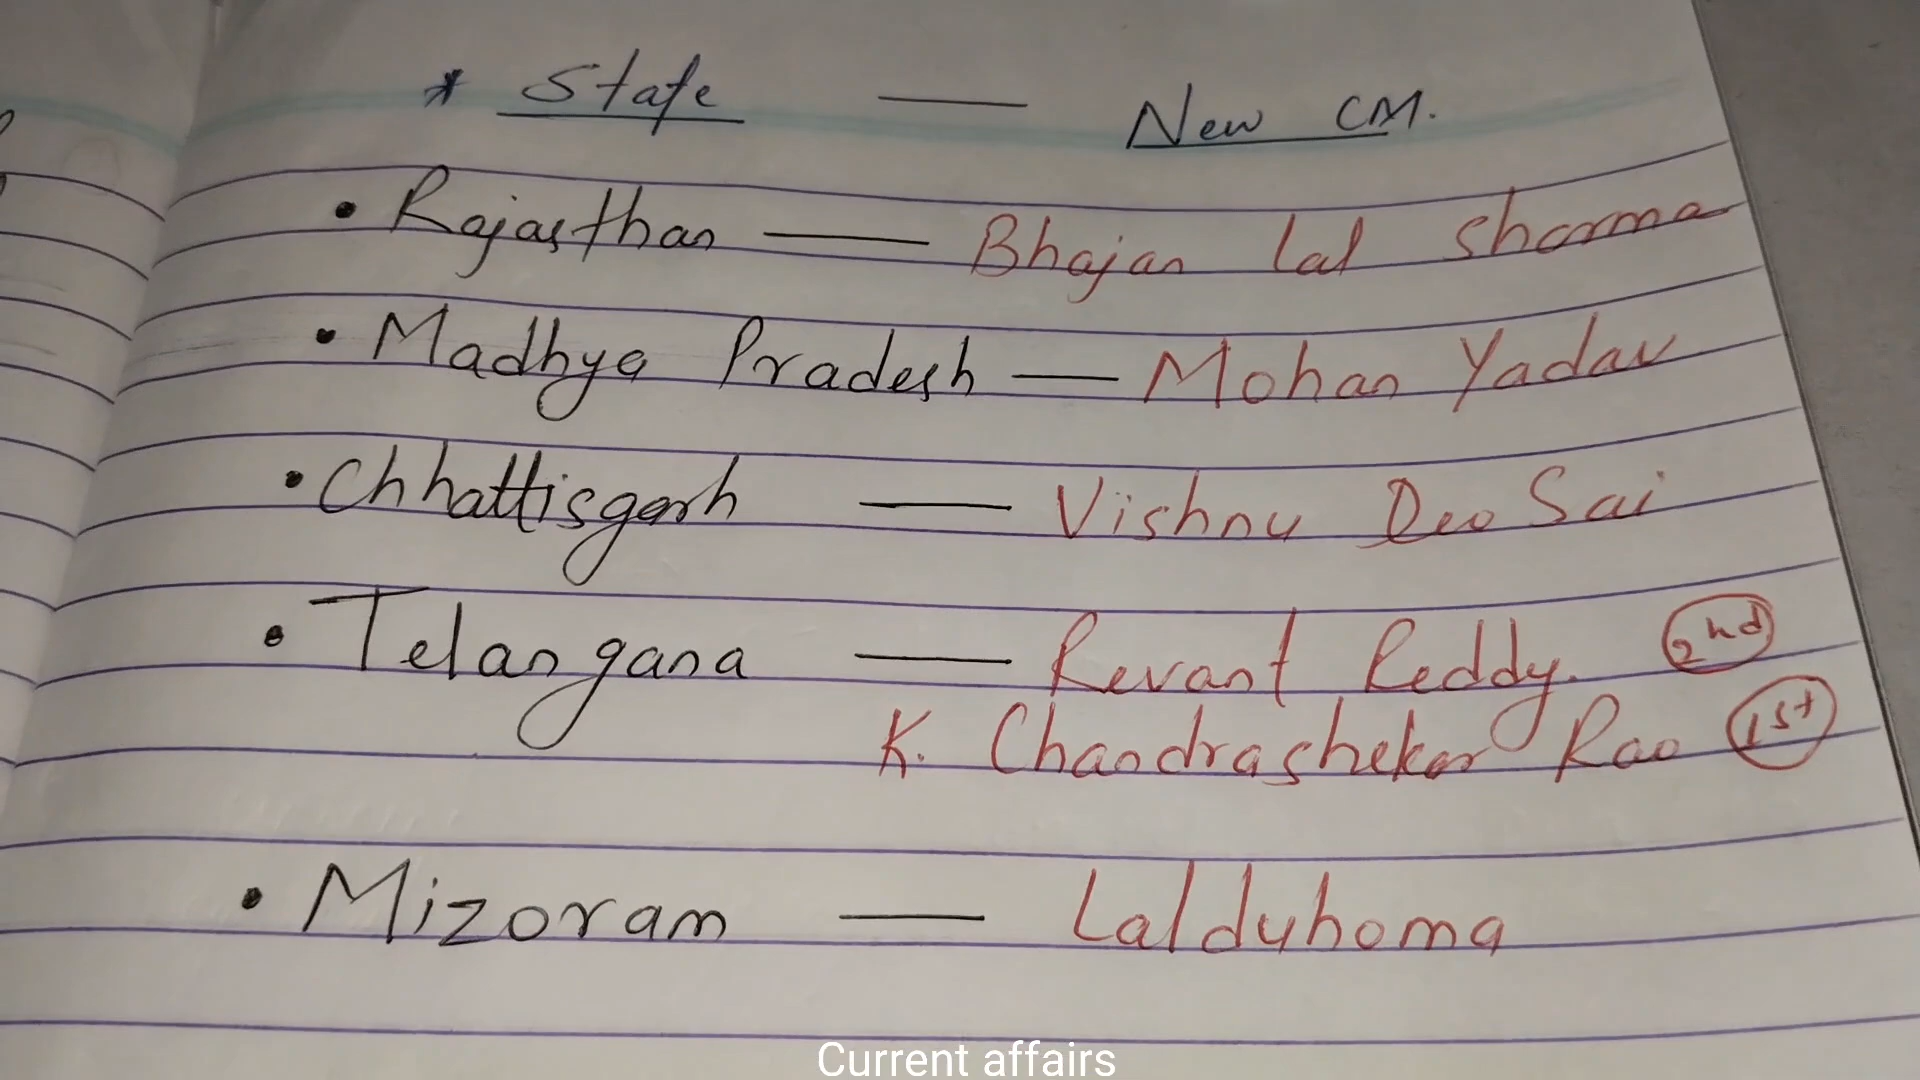 * State — New CM.
• Rajasthan — Bhajan lal sharma
• Madhya Pradesh — Mohan Yadav
• Chhattisgarh — Vishnu Deo Sai
• Telangana — Revant Reddy. 2nd
K. Chandrashekar Rao 1st
• Mizoram — Lalduhoma
Current affairs